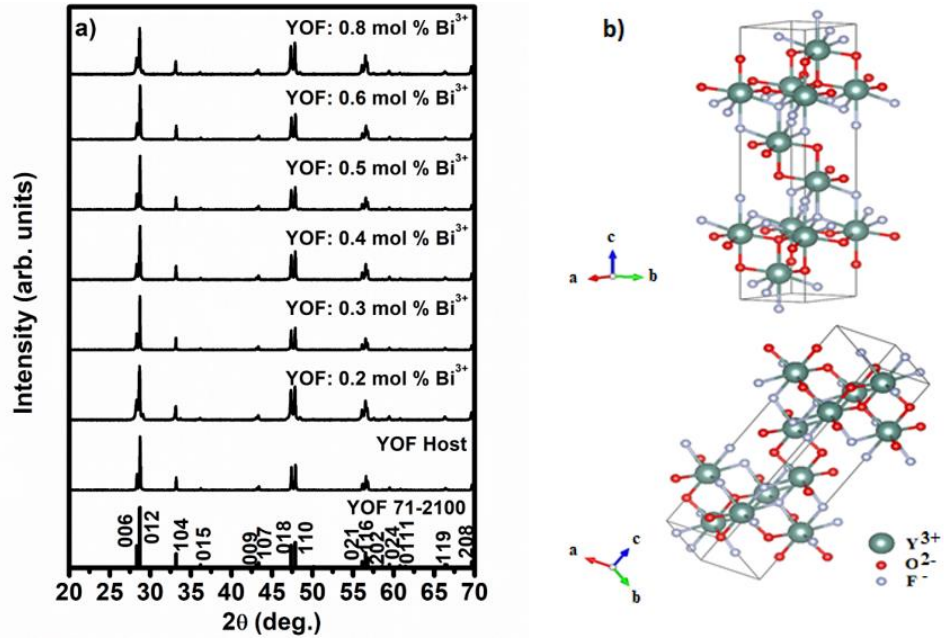 a)
YOF: 0.8 mol % Bi³⁺
YOF: 0.6 mol % Bi³⁺
YOF: 0.5 mol % Bi³⁺
YOF: 0.4 mol % Bi³⁺
YOF: 0.3 mol % Bi³⁺
YOF: 0.2 mol % Bi³⁺
YOF Host
YOF 71-2100
006
012
104
015
009
107
018
110
021
202
024
0111
119
208
Intensity (arb. units)
20 25 30 35 40 45 50 55 60 65 70
2θ (deg.)
b)
c
a
b
c
a
b
Y³⁺
O²⁻
F⁻